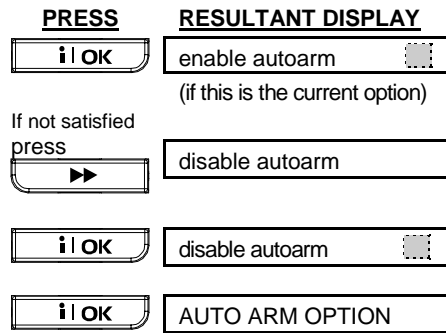 PRESS RESULTANT DISPLAY
i OK enable autoarm
(if this is the current option)
If not satisfied
press
disable autoarm
i OK disable autoarm
i OK AUTO ARM OPTION